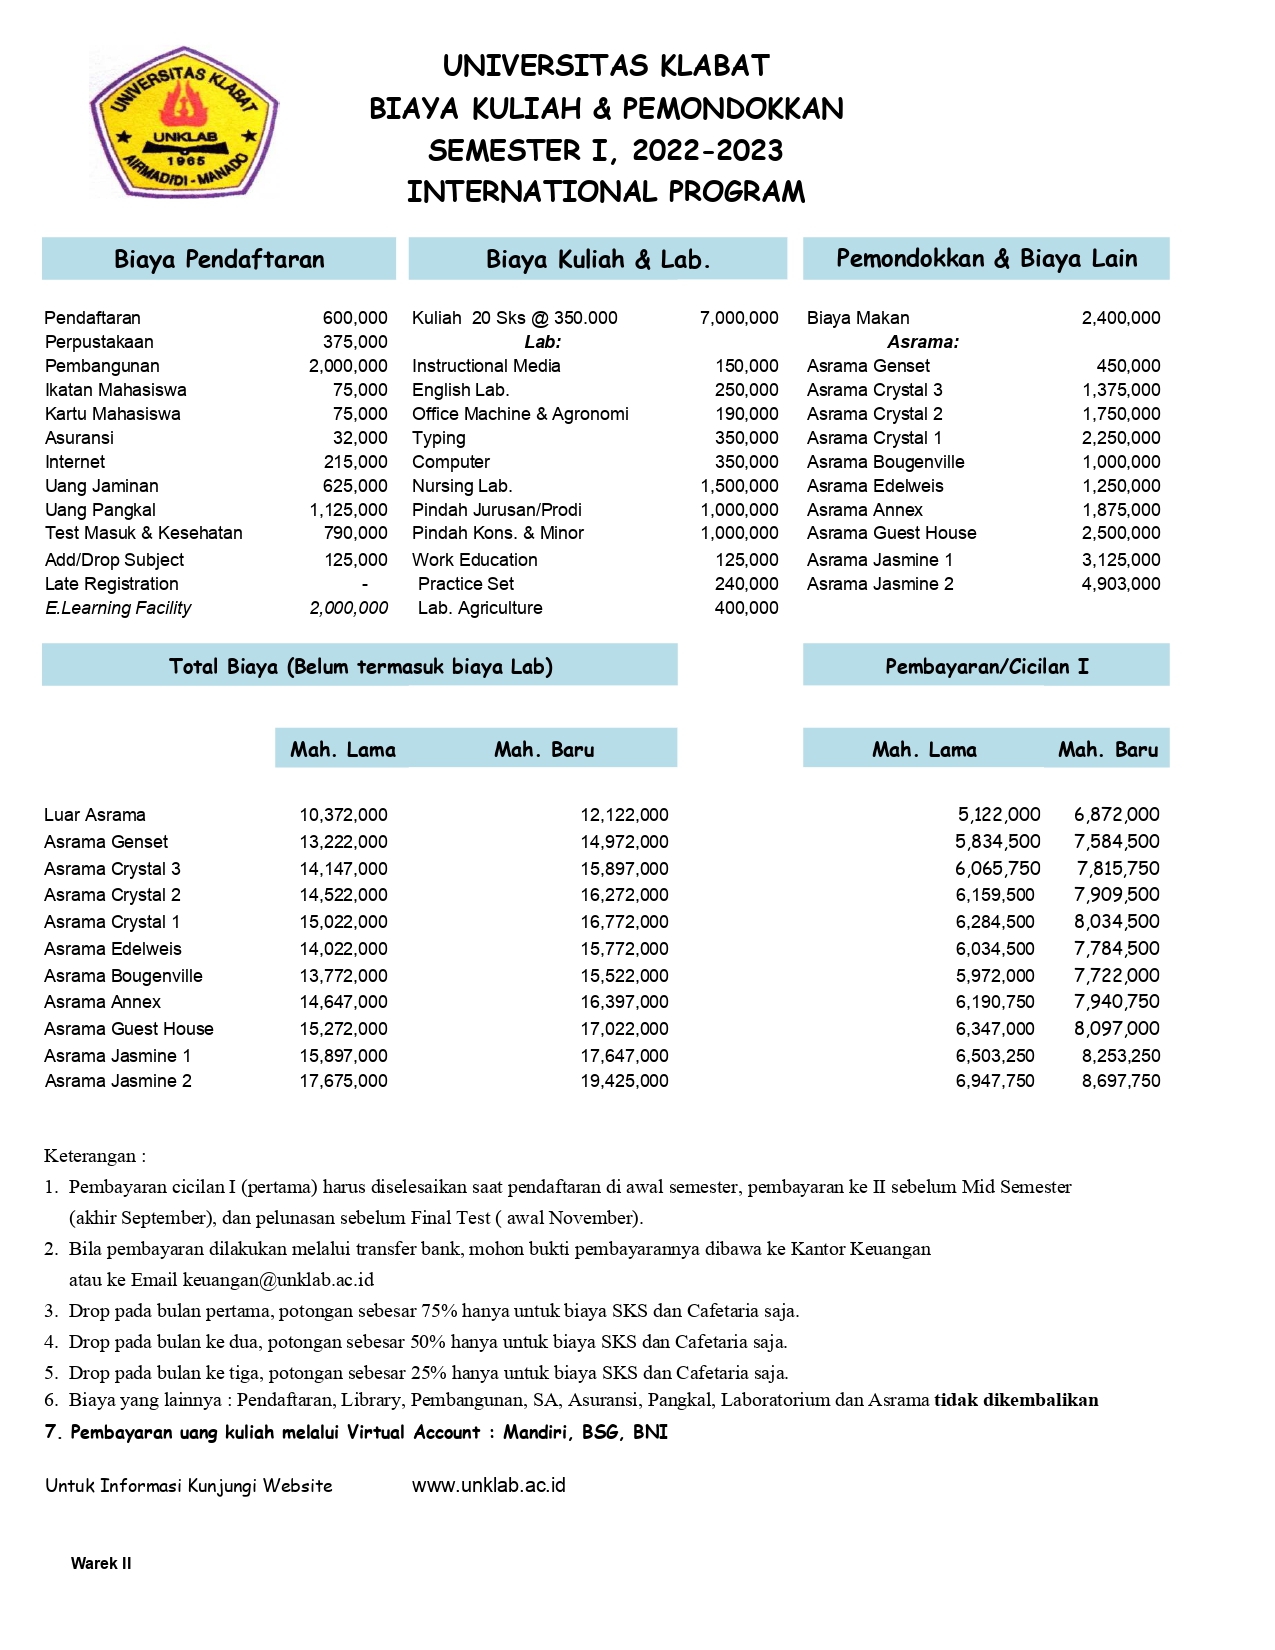 UNIVERSITAS KLABAT
UNKLAB
1965
AIRMADIDI - MANADO
UNIVERSITAS KLABAT
BIAYA KULIAH & PEMONDOKKAN
SEMESTER I, 2022-2023
INTERNATIONAL PROGRAM
Biaya Pendaftaran
Pendaftaran 600,000
Perpustakaan 375,000
Pembangunan 2,000,000
Ikatan Mahasiswa 75,000
Kartu Mahasiswa 75,000
Asuransi 32,000
Internet 215,000
Uang Jaminan 625,000
Uang Pangkal 1,125,000
Test Masuk & Kesehatan 790,000
Add/Drop Subject 125,000
Late Registration -
E.Learning Facility 2,000,000
Biaya Kuliah & Lab.
Kuliah 20 Sks @ 350.000 7,000,000
Lab:
Instructional Media 150,000
English Lab. 250,000
Office Machine & Agronomi 190,000
Typing 350,000
Computer 350,000
Nursing Lab. 1,500,000
Pindah Jurusan/Prodi 1,000,000
Pindah Kons. & Minor 1,000,000
Work Education 125,000
Practice Set 240,000
Lab. Agriculture 400,000
Pemondokkan & Biaya Lain
Biaya Makan 2,400,000
Asrama:
Asrama Genset 450,000
Asrama Crystal 3 1,375,000
Asrama Crystal 2 1,750,000
Asrama Crystal 1 2,250,000
Asrama Bougenville 1,000,000
Asrama Edelweis 1,250,000
Asrama Annex 1,875,000
Asrama Guest House 2,500,000
Asrama Jasmine 1 3,125,000
Asrama Jasmine 2 4,903,000
Total Biaya (Belum termasuk biaya Lab) Pembayaran/Cicilan I
Mah. Lama Mah. Baru Mah. Lama Mah. Baru
Luar Asrama 10,372,000 12,122,000 5,122,000 6,872,000
Asrama Genset 13,222,000 14,972,000 5,834,500 7,584,500
Asrama Crystal 3 14,147,000 15,897,000 6,065,750 7,815,750
Asrama Crystal 2 14,522,000 16,272,000 6,159,500 7,909,500
Asrama Crystal 1 15,022,000 16,772,000 6,284,500 8,034,500
Asrama Edelweis 14,022,000 15,772,000 6,034,500 7,784,500
Asrama Bougenville 13,772,000 15,522,000 5,972,000 7,722,000
Asrama Annex 14,647,000 16,397,000 6,190,750 7,940,750
Asrama Guest House 15,272,000 17,022,000 6,347,000 8,097,000
Asrama Jasmine 1 15,897,000 17,647,000 6,503,250 8,253,250
Asrama Jasmine 2 17,675,000 19,425,000 6,947,750 8,697,750
Keterangan :
1. Pembayaran cicilan I (pertama) harus diselesaikan saat pendaftaran di awal semester, pembayaran ke II sebelum Mid Semester
(akhir September), dan pelunasan sebelum Final Test ( awal November).
2. Bila pembayaran dilakukan melalui transfer bank, mohon bukti pembayarannya dibawa ke Kantor Keuangan
atau ke Email keuangan@unklab.ac.id
3. Drop pada bulan pertama, potongan sebesar 75% hanya untuk biaya SKS dan Cafetaria saja.
4. Drop pada bulan ke dua, potongan sebesar 50% hanya untuk biaya SKS dan Cafetaria saja.
5. Drop pada bulan ke tiga, potongan sebesar 25% hanya untuk biaya SKS dan Cafetaria saja.
6. Biaya yang lainnya : Pendaftaran, Library, Pembangunan, SA, Asuransi, Pangkal, Laboratorium dan Asrama tidak dikembalikan
7. Pembayaran uang kuliah melalui Virtual Account : Mandiri, BSG, BNI
Untuk Informasi Kunjungi Website www.unklab.ac.id
Warek II